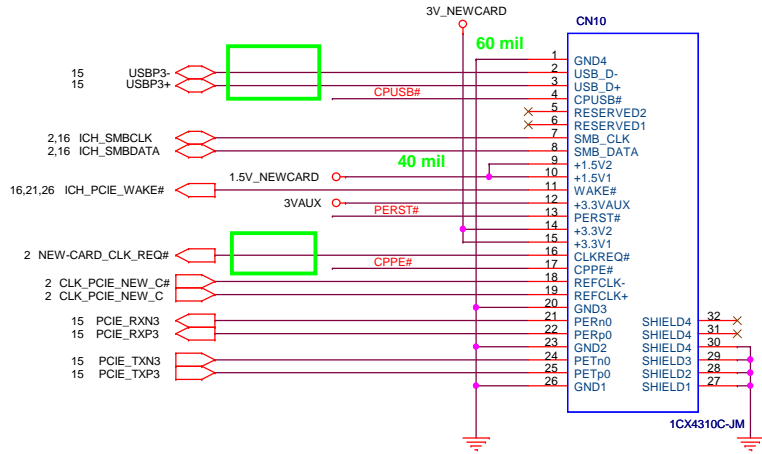 3V_NEWCARD
CN10
60 mil
1 GND4
15 USBP3- 2 USB_D-
15 USBP3+ 3 USB_D+
CPUSB# 4 CPUSB#
5 RESERVED2
6 RESERVED1
2,16 ICH_SMBCLK 7 SMB_CLK
2,16 ICH_SMBDATA 8 SMB_DATA
40 mil
9 +1.5V2
1.5V_NEWCARD 10 +1.5V1
16,21,26 ICH_PCIE_WAKE# 11 WAKE#
3VAUX 12 +3.3VAUX
PERST# 13 PERST#
14 +3.3V2
15 +3.3V1
2 NEW-CARD_CLK_REQ# 16 CLKREQ#
CPPE# 17 CPPE#
2 CLK_PCIE_NEW_C# 18 REFCLK-
2 CLK_PCIE_NEW_C 19 REFCLK+
20 GND3
15 PCIE_RXN3 21 PERn0 SHIELD4 32
15 PCIE_RXP3 22 PERp0 SHIELD4 31
23 GND2 SHIELD4 30
15 PCIE_TXN3 24 PETn0 SHIELD3 29
15 PCIE_TXP3 25 PETp0 SHIELD2 28
26 GND1 SHIELD1 27
1CX4310C-JM